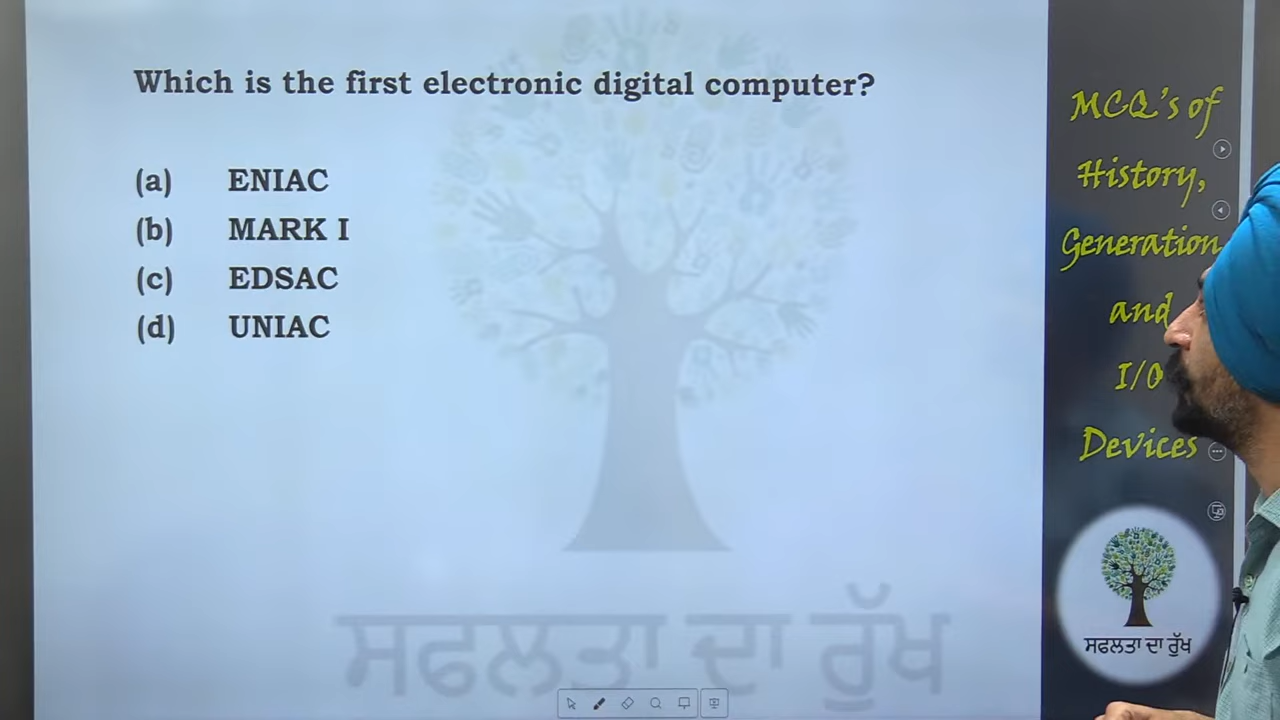 Which is the first electronic digital computer?
(a) ENIAC
(b) MARK I
(c) EDSAC
(d) UNIAC
ਸਫਲਤਾ ਦਾ ਰੁੱਖ
MCQ's of
History,
Generation
and
I/O
Devices
ਸਫਲਤਾ ਦਾ ਰੁੱਖ